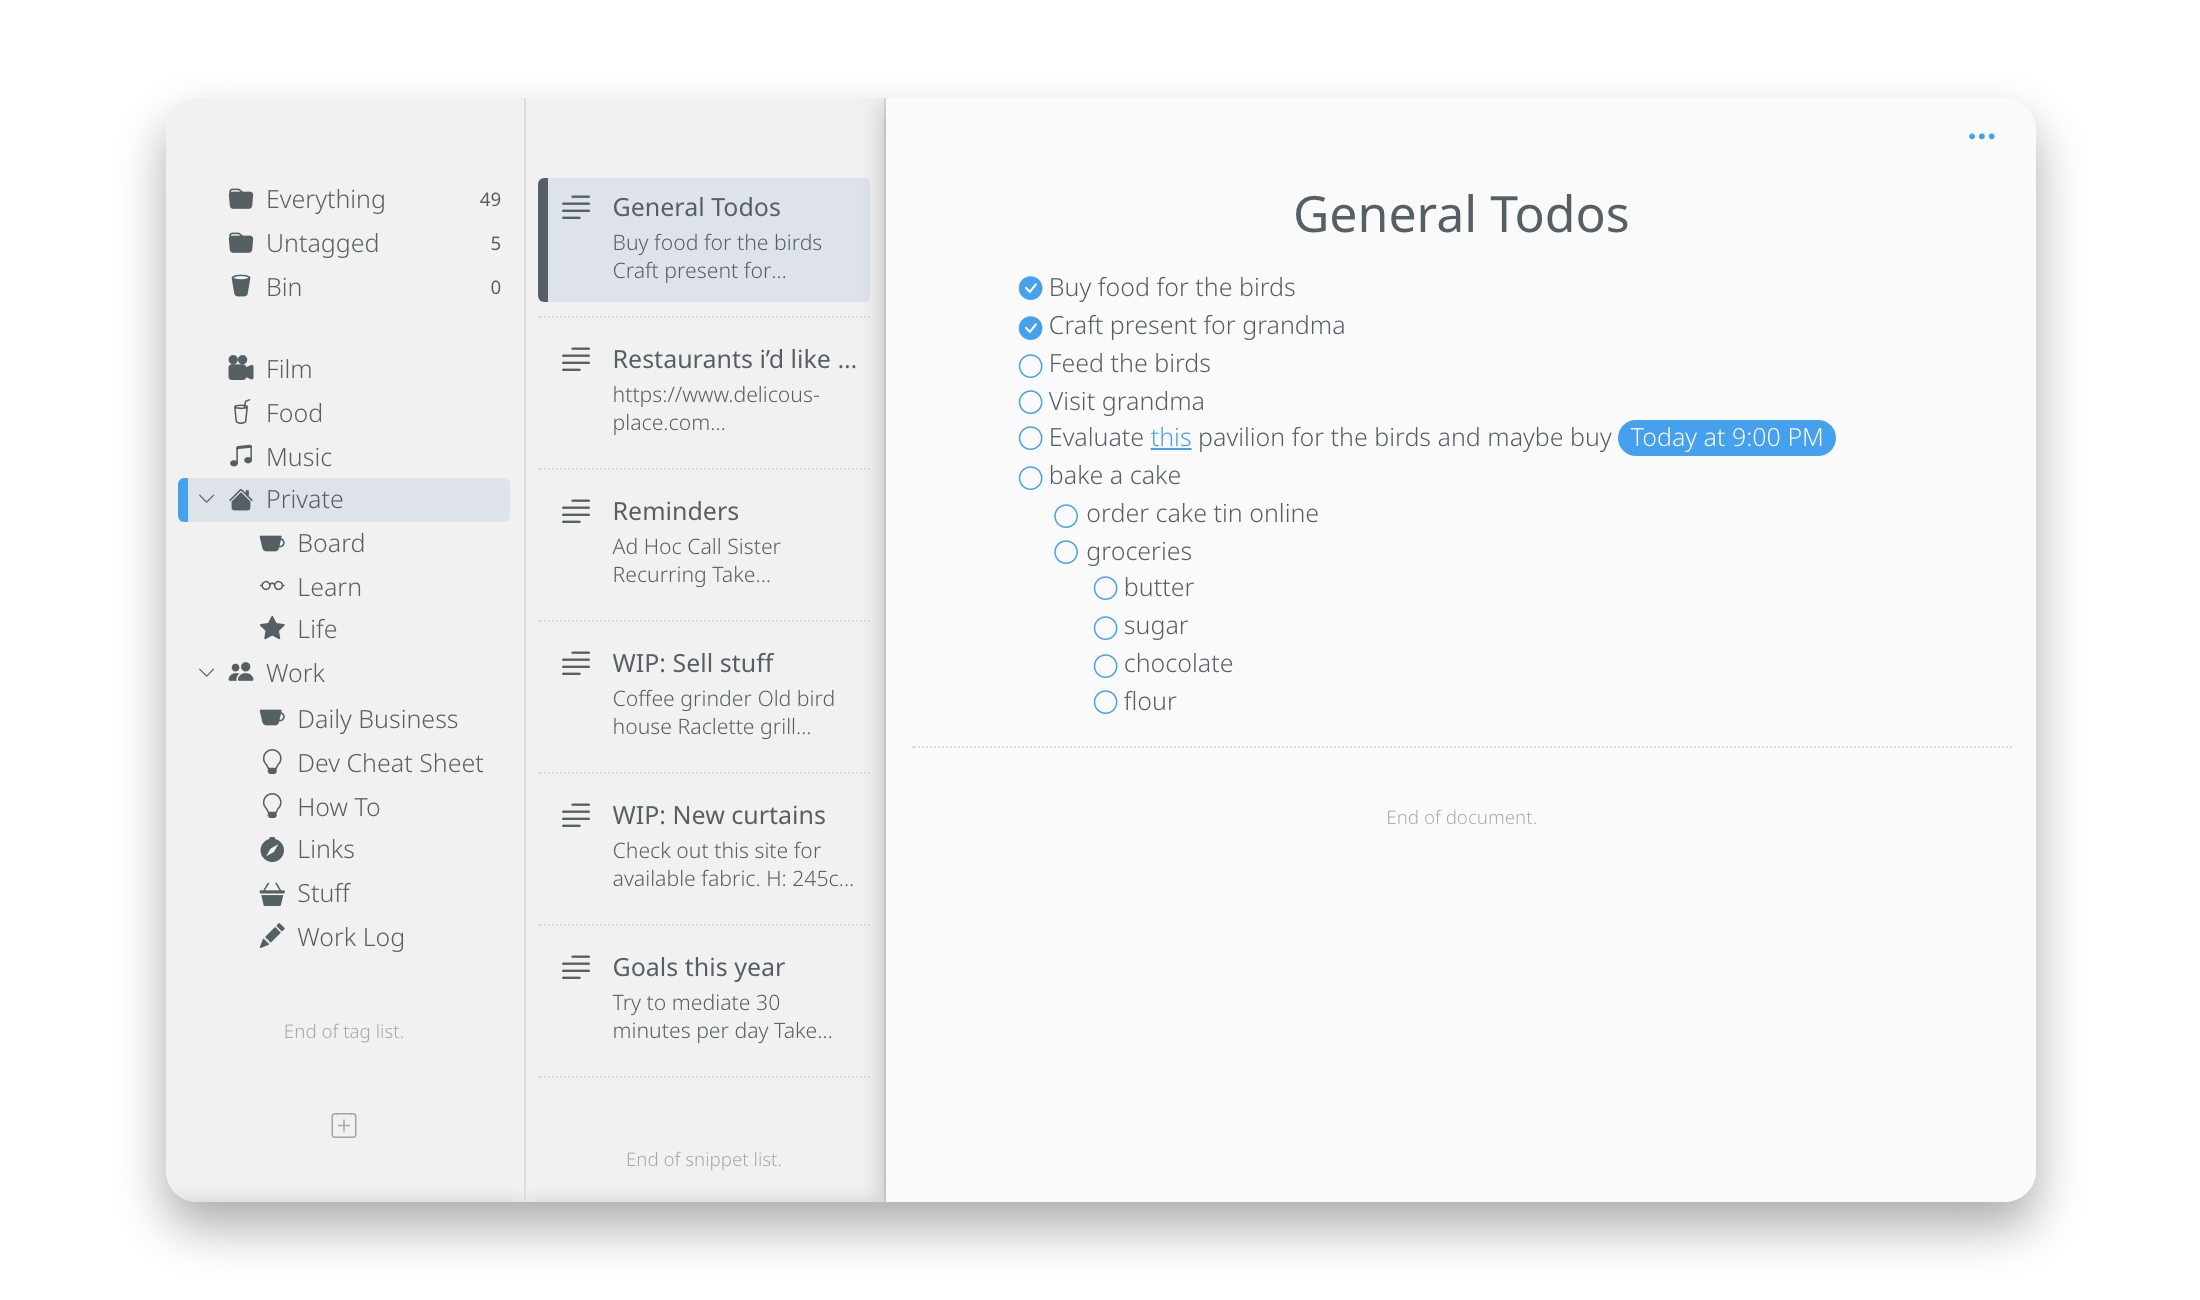 Everything 49
Untagged 5
Bin 0
Film
Food
Music
Private
Board
Learn
Life
Work
Daily Business
Dev Cheat Sheet
How To
Links
Stuff
Work Log
End of tag list.
General Todos
Buy food for the birds
Craft present for...
Restaurants i’d like ...
https://www.delicous-
place.com...
Reminders
Ad Hoc Call Sister
Recurring Take...
WIP: Sell stuff
Coffee grinder Old bird
house Raclette grill...
WIP: New curtains
Check out this site for
available fabric. H: 245c...
Goals this year
Try to mediate 30
minutes per day Take...
End of snippet list.
General Todos
Buy food for the birds
Craft present for grandma
Feed the birds
Visit grandma
Evaluate this pavilion for the birds and maybe buy Today at 9:00 PM
bake a cake
order cake tin online
groceries
butter
sugar
chocolate
flour
End of document.